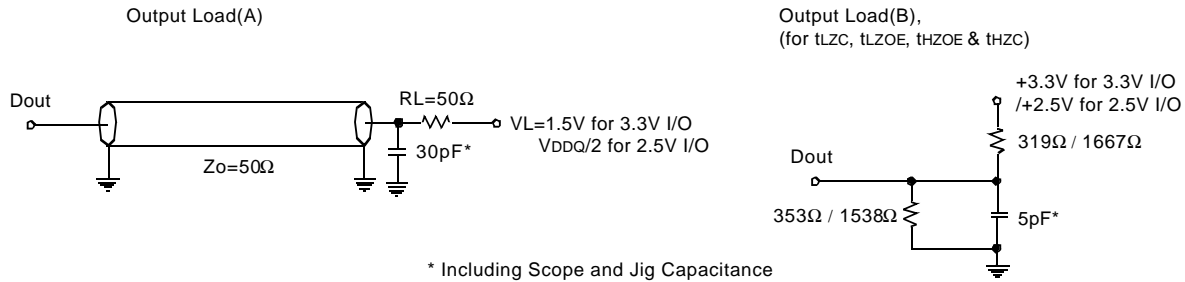 Output Load(A)
Dout
Zo=50Ω
RL=50Ω
30pF*
VL=1.5V for 3.3V I/O
VDDQ/2 for 2.5V I/O
Output Load(B),
(for tLZC, tLZOE, tHZOE & tHZC)
+3.3V for 3.3V I/O
/+2.5V for 2.5V I/O
319Ω / 1667Ω
Dout
353Ω / 1538Ω
5pF*
* Including Scope and Jig Capacitance